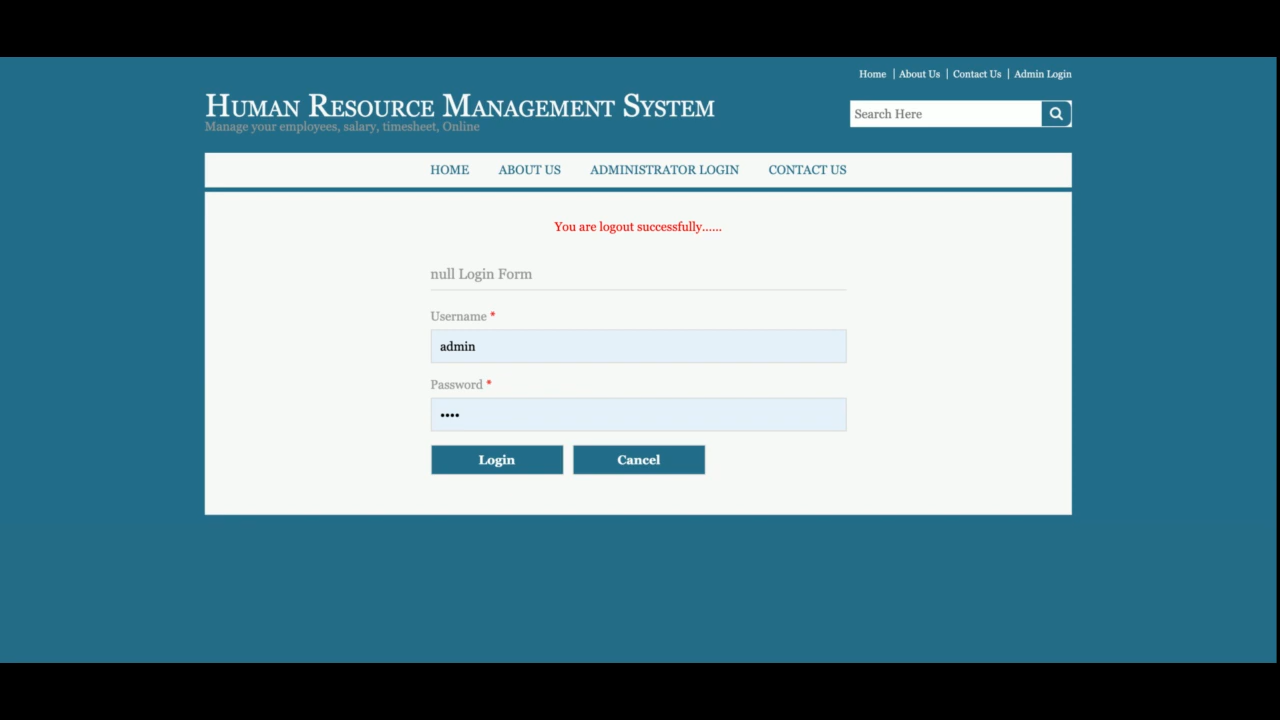 Home | About Us | Contact Us | Admin Login
HUMAN RESOURCE MANAGEMENT SYSTEM
Manage your employees, salary, timesheet, Online
Search Here
HOME ABOUT US ADMINISTRATOR LOGIN CONTACT US
You are logout successfully......
null Login Form
Username *
admin
Password *
••••
Login Cancel